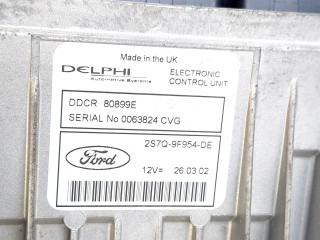 Made in the UK
DELPHI
Automotive Systems
ELECTRONIC
CONTROL UNIT
DDCR 80899E
SERIAL No 0063824 CVG
Ford
2S7Q-9F954-DE
12V= 26.03.02